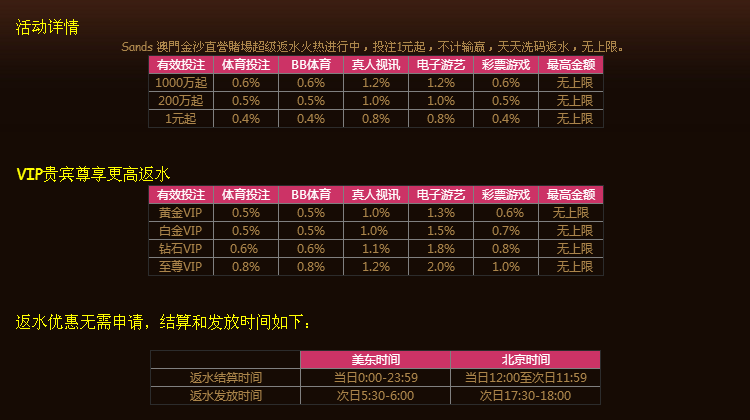 活动详情
Sands 澳門金沙直營賭場超级返水火热进行中，投注1元起，不计输赢，天天洗码返水，无上限。
有效投注 体育投注 BB体育 真人视讯 电子游艺 彩票游戏 最高金额
1000万起 0.6% 0.6% 1.2% 1.2% 0.6% 无上限
200万起 0.5% 0.5% 1.0% 1.0% 0.5% 无上限
1元起 0.4% 0.4% 0.8% 0.8% 0.4% 无上限
VIP贵宾尊享更高返水
有效投注 体育投注 BB体育 真人视讯 电子游艺 彩票游戏 最高金额
黄金VIP 0.5% 0.5% 1.0% 1.3% 0.6% 无上限
白金VIP 0.5% 0.5% 1.0% 1.5% 0.7% 无上限
钻石VIP 0.6% 0.6% 1.1% 1.8% 0.8% 无上限
至尊VIP 0.8% 0.8% 1.2% 2.0% 1.0% 无上限
返水优惠无需申请，结算和发放时间如下：
美东时间 北京时间
返水结算时间 当日0:00-23:59 当日12:00至次日11:59
返水发放时间 次日5:30-6:00 次日17:30-18:00